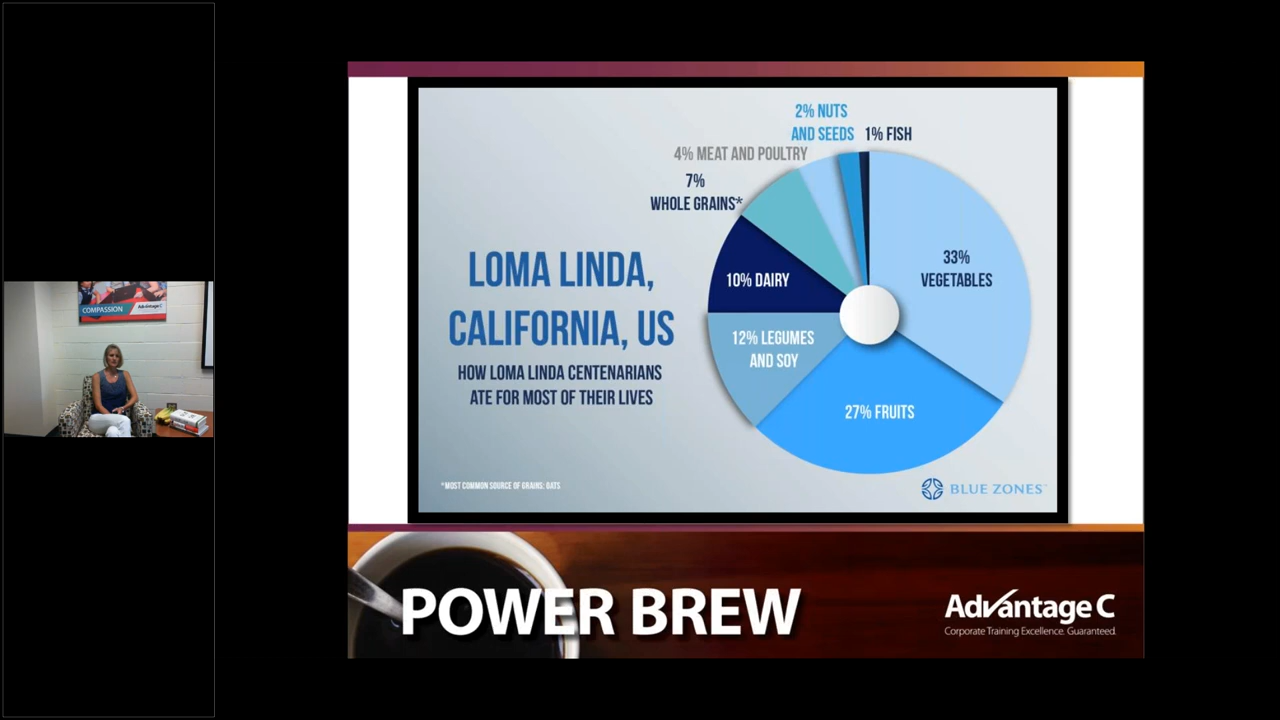 COMPASSION
Advantage C
2% NUTS
AND SEEDS
1% FISH
4% MEAT AND POULTRY
7%
WHOLE GRAINS*
33%
VEGETABLES
10% DAIRY
12% LEGUMES
AND SOY
27% FRUITS
LOMA LINDA,
CALIFORNIA, US
HOW LOMA LINDA CENTENARIANS
ATE FOR MOST OF THEIR LIVES
*MOST COMMON SOURCE OF GRAINS: OATS
BLUE ZONES
POWER BREW
Advantage C
Corporate Training Excellence. Guaranteed.